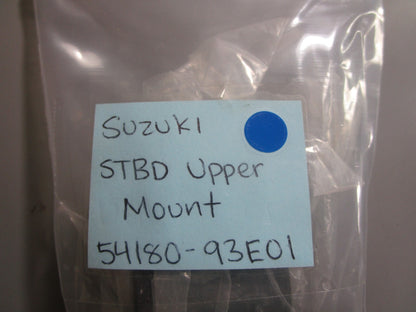 Suzuki
STBD Upper
Mount
54180-93E01